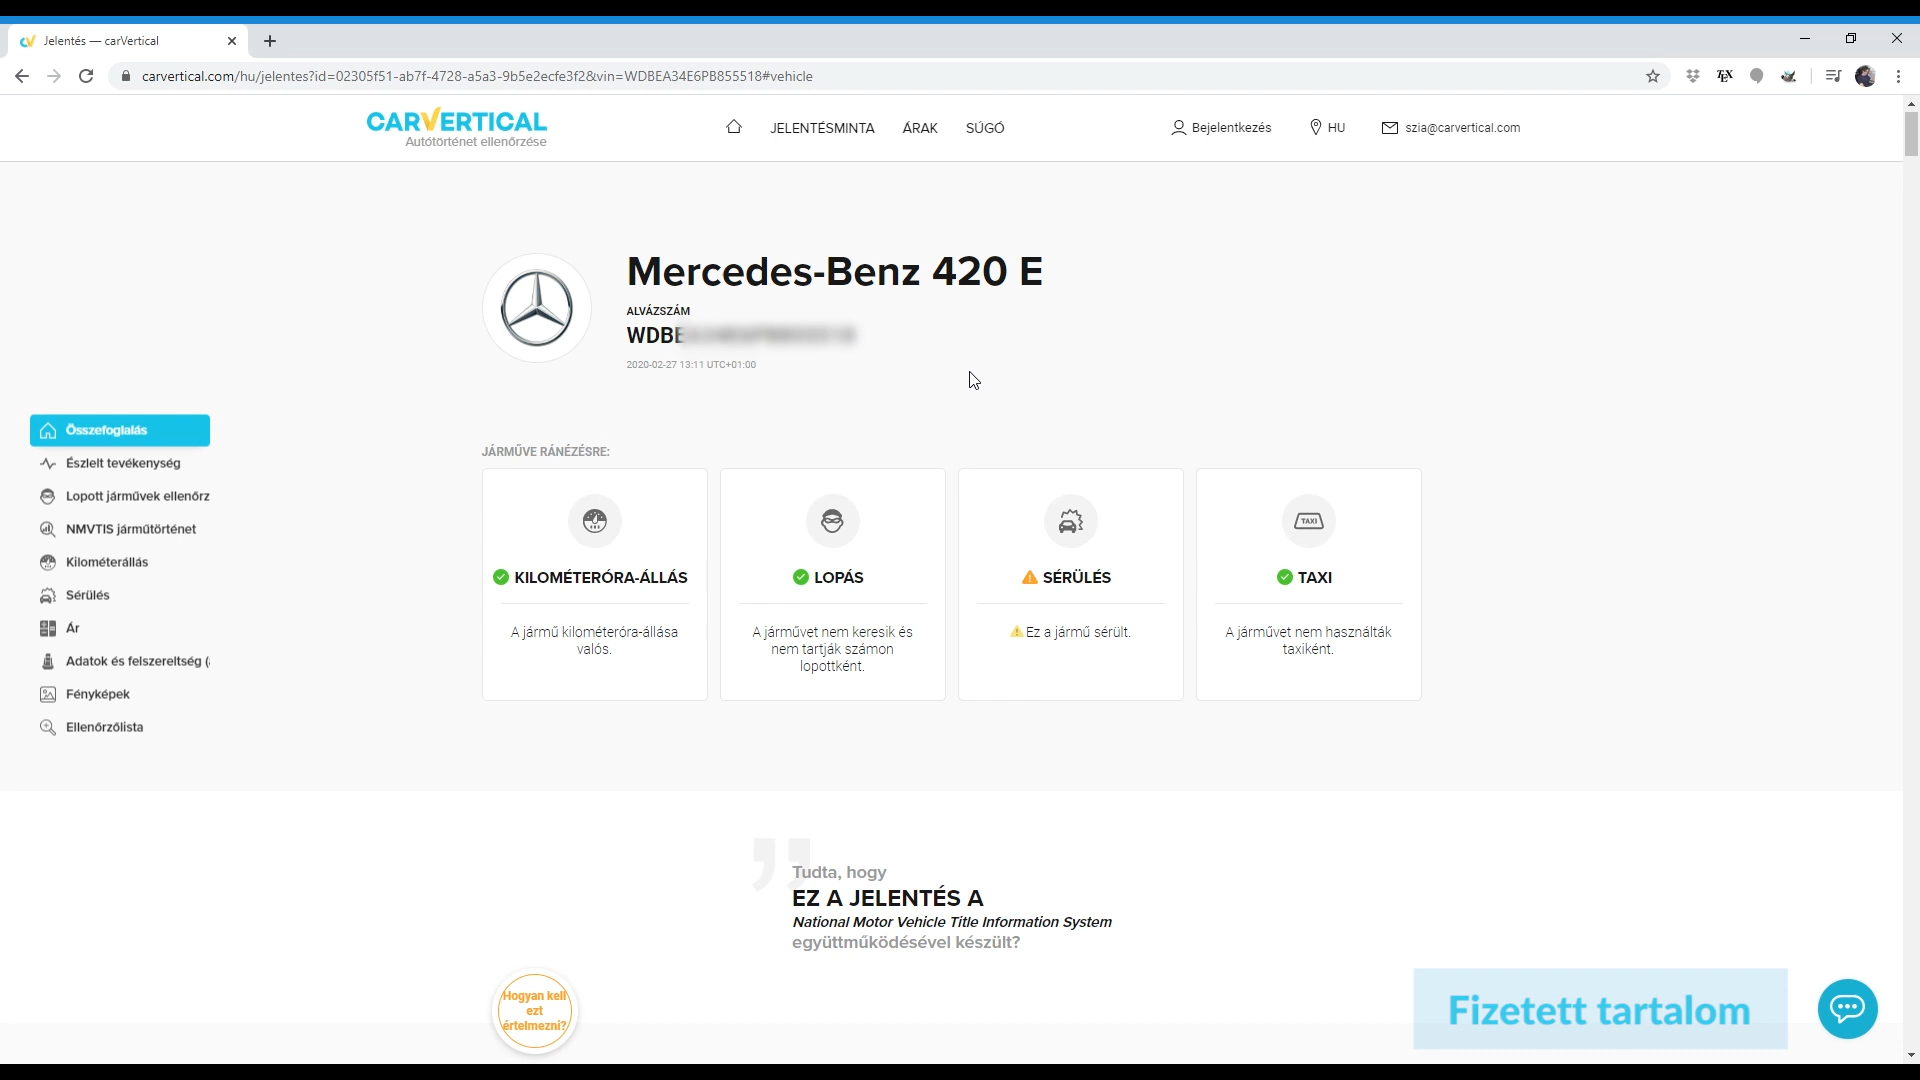 Jelentés — carVertical
carvertical.com/hu/jelentes?id=02305f51-ab7f-4728-a5a3-9b5e2ecfe3f2&vin=WDBEA34E6PB855518#vehicle
CARVERTICAL
Autótörténet ellenőrzése
JELENTÉSMINTA
ÁRAK
SÚGÓ
Bejelentkezés
HU
szia@carvertical.com
Mercedes-Benz 420 E
ALVÁZSZÁM
WDBE
2020-02-27 13:11 UTC+01:00
Összefoglalás
Észlelt tevékenység
Lopott járművek ellenőrz
NMVTIS járműtörténet
Kilométerállás
Sérülés
Ár
Adatok és felszereltség (
Fényképek
Ellenőrzőlista
JÁRMŰVE RÁNÉZÉSRE:
KILOMÉTERÓRA-ÁLLÁS
A jármű kilométeróra-állása
valós.
LOPÁS
A járművet nem keresik és
nem tartják számon
lopottként.
SÉRÜLÉS
Ez a jármű sérült.
TAXI
TAXI
A járművet nem használták
taxiként.
Tudta, hogy
EZ A JELENTÉS A
National Motor Vehicle Title Information System
együttműködésével készült?
Hogyan kell
ezt
értelmezni?
Fizetett tartalom